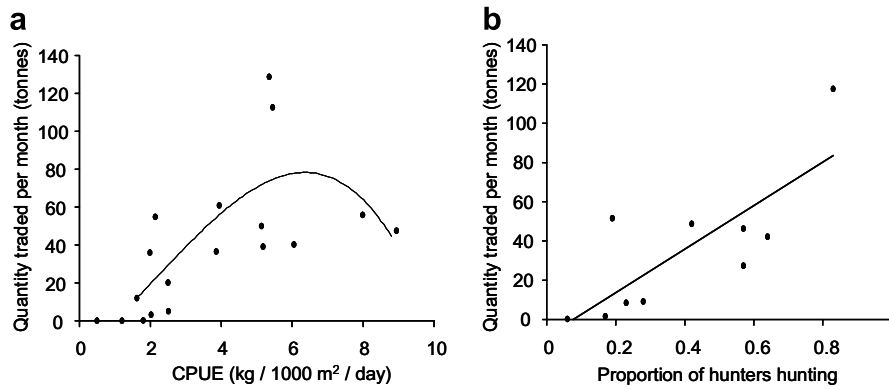 a
Quantity traded per month (tonnes)
140
120
100
80
60
40
20
0
0 2 4 6 8 10
CPUE (kg / 1000 m² / day)
b
Quantity traded per month (tonnes)
140
120
100
80
60
40
20
0
0 0.2 0.4 0.6 0.8
Proportion of hunters hunting